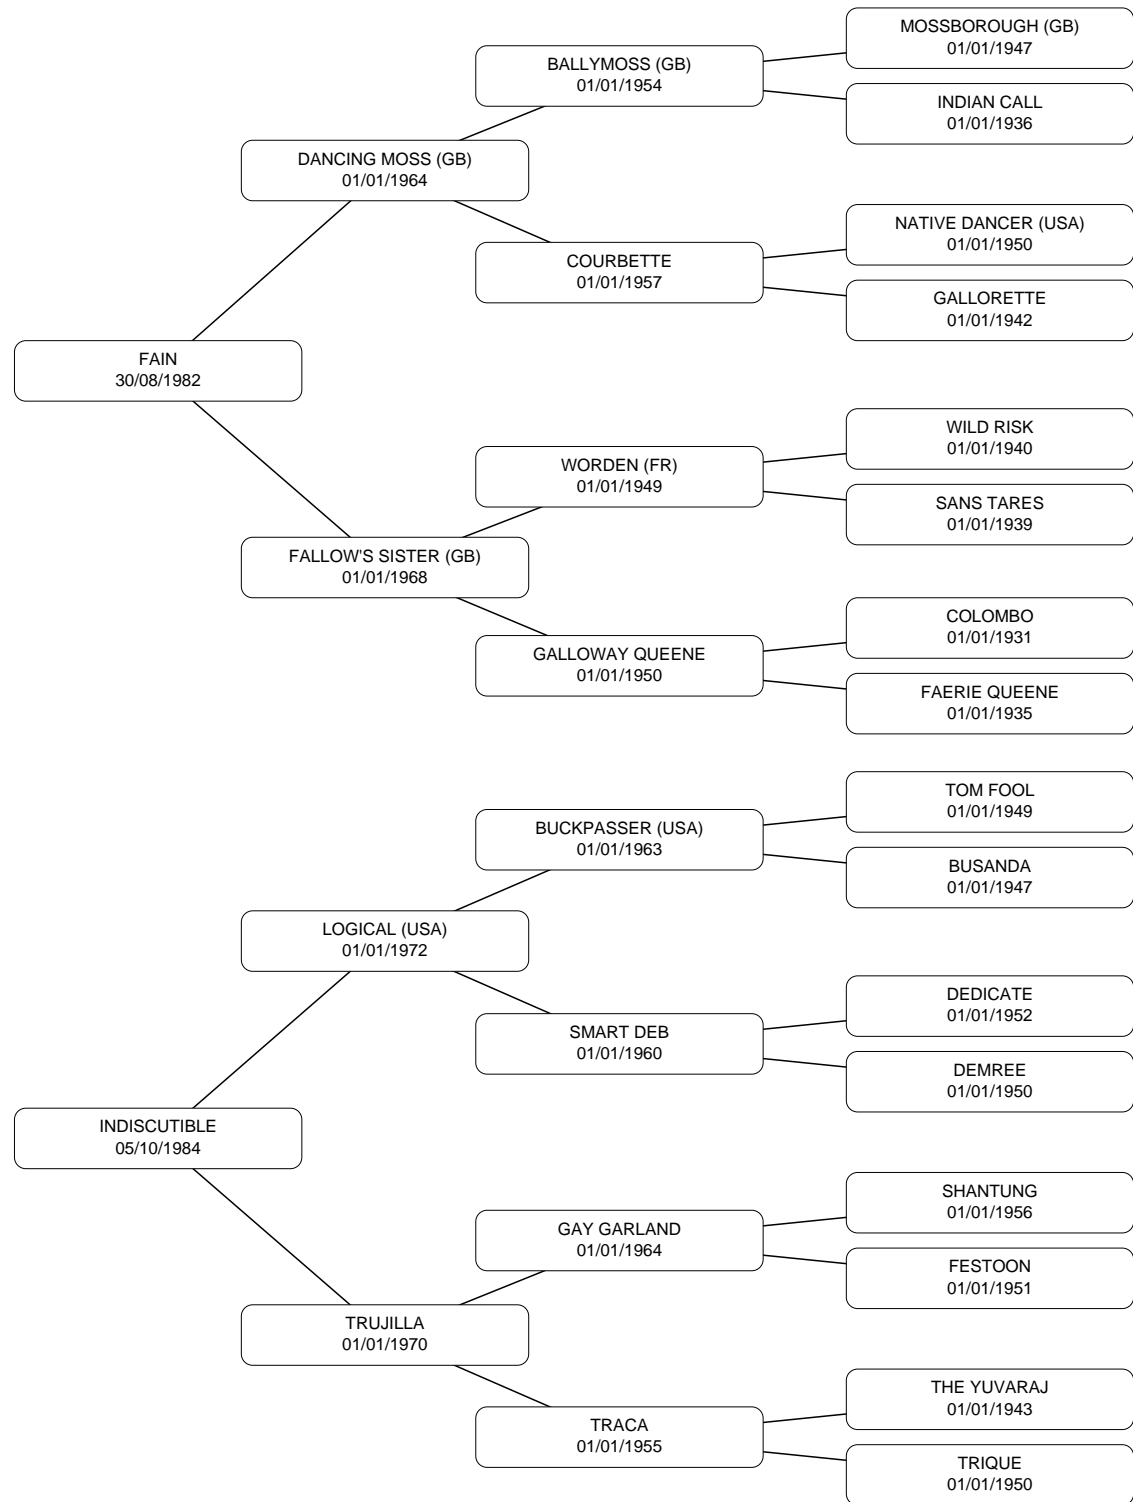 MOSSBOROUGH (GB)
01/01/1947
BALLYMOSS (GB)
01/01/1954
INDIAN CALL
01/01/1936
DANCING MOSS (GB)
01/01/1964
NATIVE DANCER (USA)
01/01/1950
COURBETTE
01/01/1957
GALLORETTE
01/01/1942
FAIN
30/08/1982
WILD RISK
01/01/1940
WORDEN (FR)
01/01/1949
SANS TARES
01/01/1939
FALLOW'S SISTER (GB)
01/01/1968
COLOMBO
01/01/1931
GALLOWAY QUEENE
01/01/1950
FAERIE QUEENE
01/01/1935
TOM FOOL
01/01/1949
BUCKPASSER (USA)
01/01/1963
BUSANDA
01/01/1947
LOGICAL (USA)
01/01/1972
DEDICATE
01/01/1952
SMART DEB
01/01/1960
DEMREE
01/01/1950
INDISCUTIBLE
05/10/1984
SHANTUNG
01/01/1956
GAY GARLAND
01/01/1964
FESTOON
01/01/1951
TRUJILLA
01/01/1970
THE YUVARAJ
01/01/1943
TRACA
01/01/1955
TRIQUE
01/01/1950